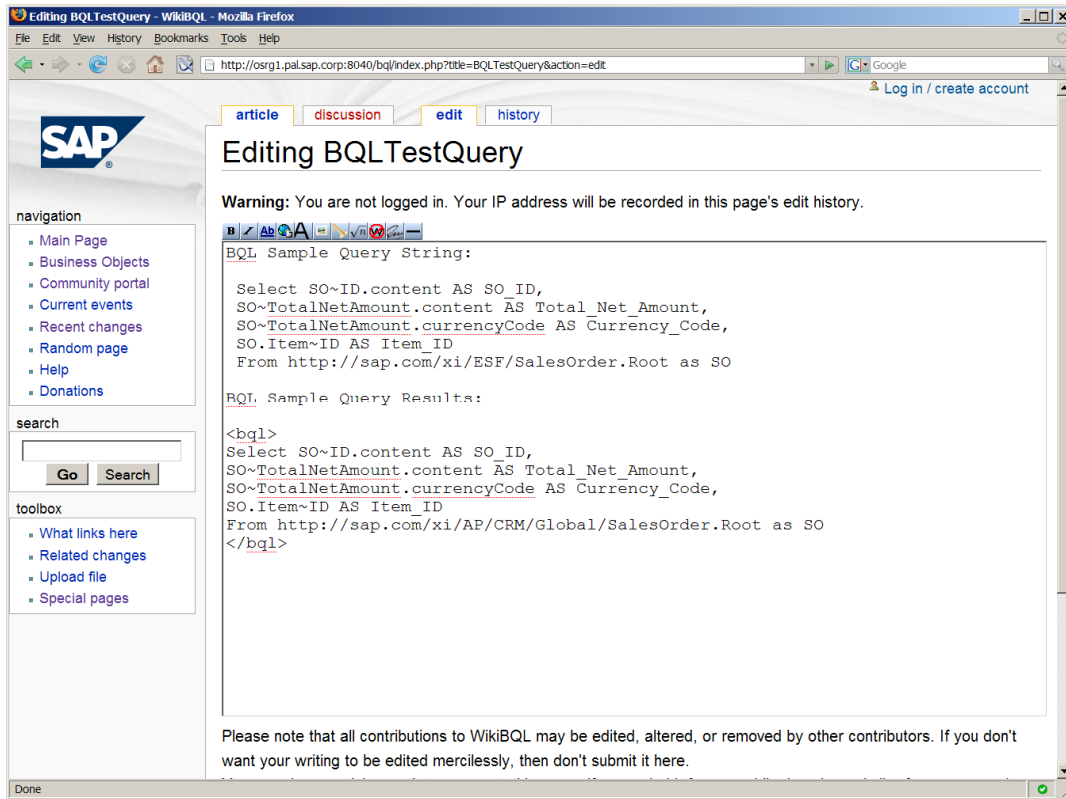 Editing BQLTestQuery - WikiBQL - Mozilla Firefox
File Edit View History Bookmarks Tools Help
http://osrg1.pal.sap.corp:8040/bql/index.php?title=BQLTestQuery&action=edit
G Google
Log in / create account
SAP ®
article discussion edit history
Editing BQLTestQuery
Warning: You are not logged in. Your IP address will be recorded in this page's edit history.
navigation
Main Page
Business Objects
Community portal
Current events
Recent changes
Random page
Help
Donations
search
Go Search
toolbox
What links here
Related changes
Upload file
Special pages
B I Ab A √n W
BQL Sample Query String:
Select SO~ID.content AS SO_ID,
SO~TotalNetAmount.content AS Total_Net_Amount,
SO~TotalNetAmount.currencyCode AS Currency_Code,
SO.Item~ID AS Item_ID
From http://sap.com/xi/ESF/SalesOrder.Root as SO
BQL Sample Query Results:
<bql>
Select SO~ID.content AS SO_ID,
SO~TotalNetAmount.content AS Total_Net_Amount,
SO~TotalNetAmount.currencyCode AS Currency_Code,
SO.Item~ID AS Item_ID
From http://sap.com/xi/AP/CRM/Global/SalesOrder.Root as SO
</bql>
Please note that all contributions to WikiBQL may be edited, altered, or removed by other contributors. If you don't
want your writing to be edited mercilessly, then don't submit it here.
Done